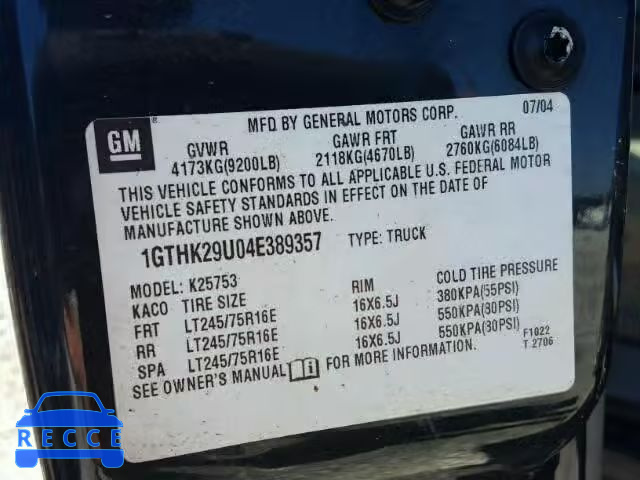 GM ®
MFD BY GENERAL MOTORS CORP. 07/04
GVWR GAWR FRT GAWR RR
4173KG(9200LB) 2118KG(4670LB) 2760KG(6084LB)
THIS VEHICLE CONFORMS TO ALL APPLICABLE U.S. FEDERAL MOTOR
VEHICLE SAFETY STANDARDS IN EFFECT ON THE DATE OF
MANUFACTURE SHOWN ABOVE.
1GTHK29U04E389357 TYPE: TRUCK
MODEL: K25753
KACO TIRE SIZE RIM COLD TIRE PRESSURE
FRT LT245/75R16E 16X6.5J 380KPA(55PSI)
RR LT245/75R16E 16X6.5J 550KPA(80PSI)
SPA LT245/75R16E 16X6.5J 550KPA(80PSI)
F1022
T 2706
SEE OWNER'S MANUAL FOR MORE INFORMATION.
RECCE